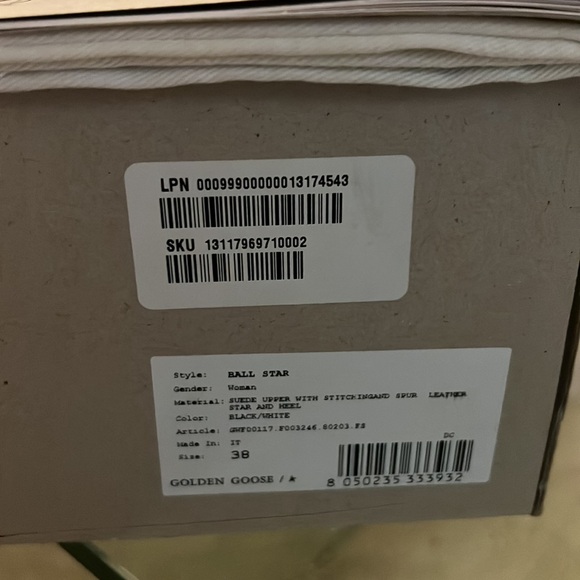 LPN 00099900000013174543
SKU 13117969710002
Style: BALL STAR
Gender: Woman
Material: SUEDE UPPER WITH STITCHINGAND SPUR LEATHER
STAR AND HEEL
Color: BLACK/WHITE
Article: GWF00117.F003246.80203.FS
Made In: IT
DC
Size: 38
GOLDEN GOOSE / ★
8 050235 333932